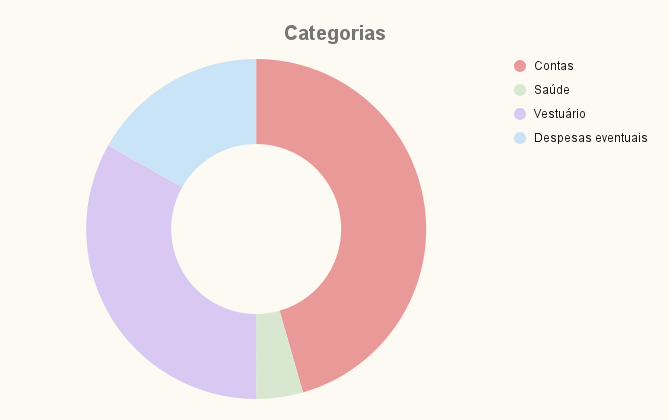 Categorias
Contas
Saúde
Vestuário
Despesas eventuais